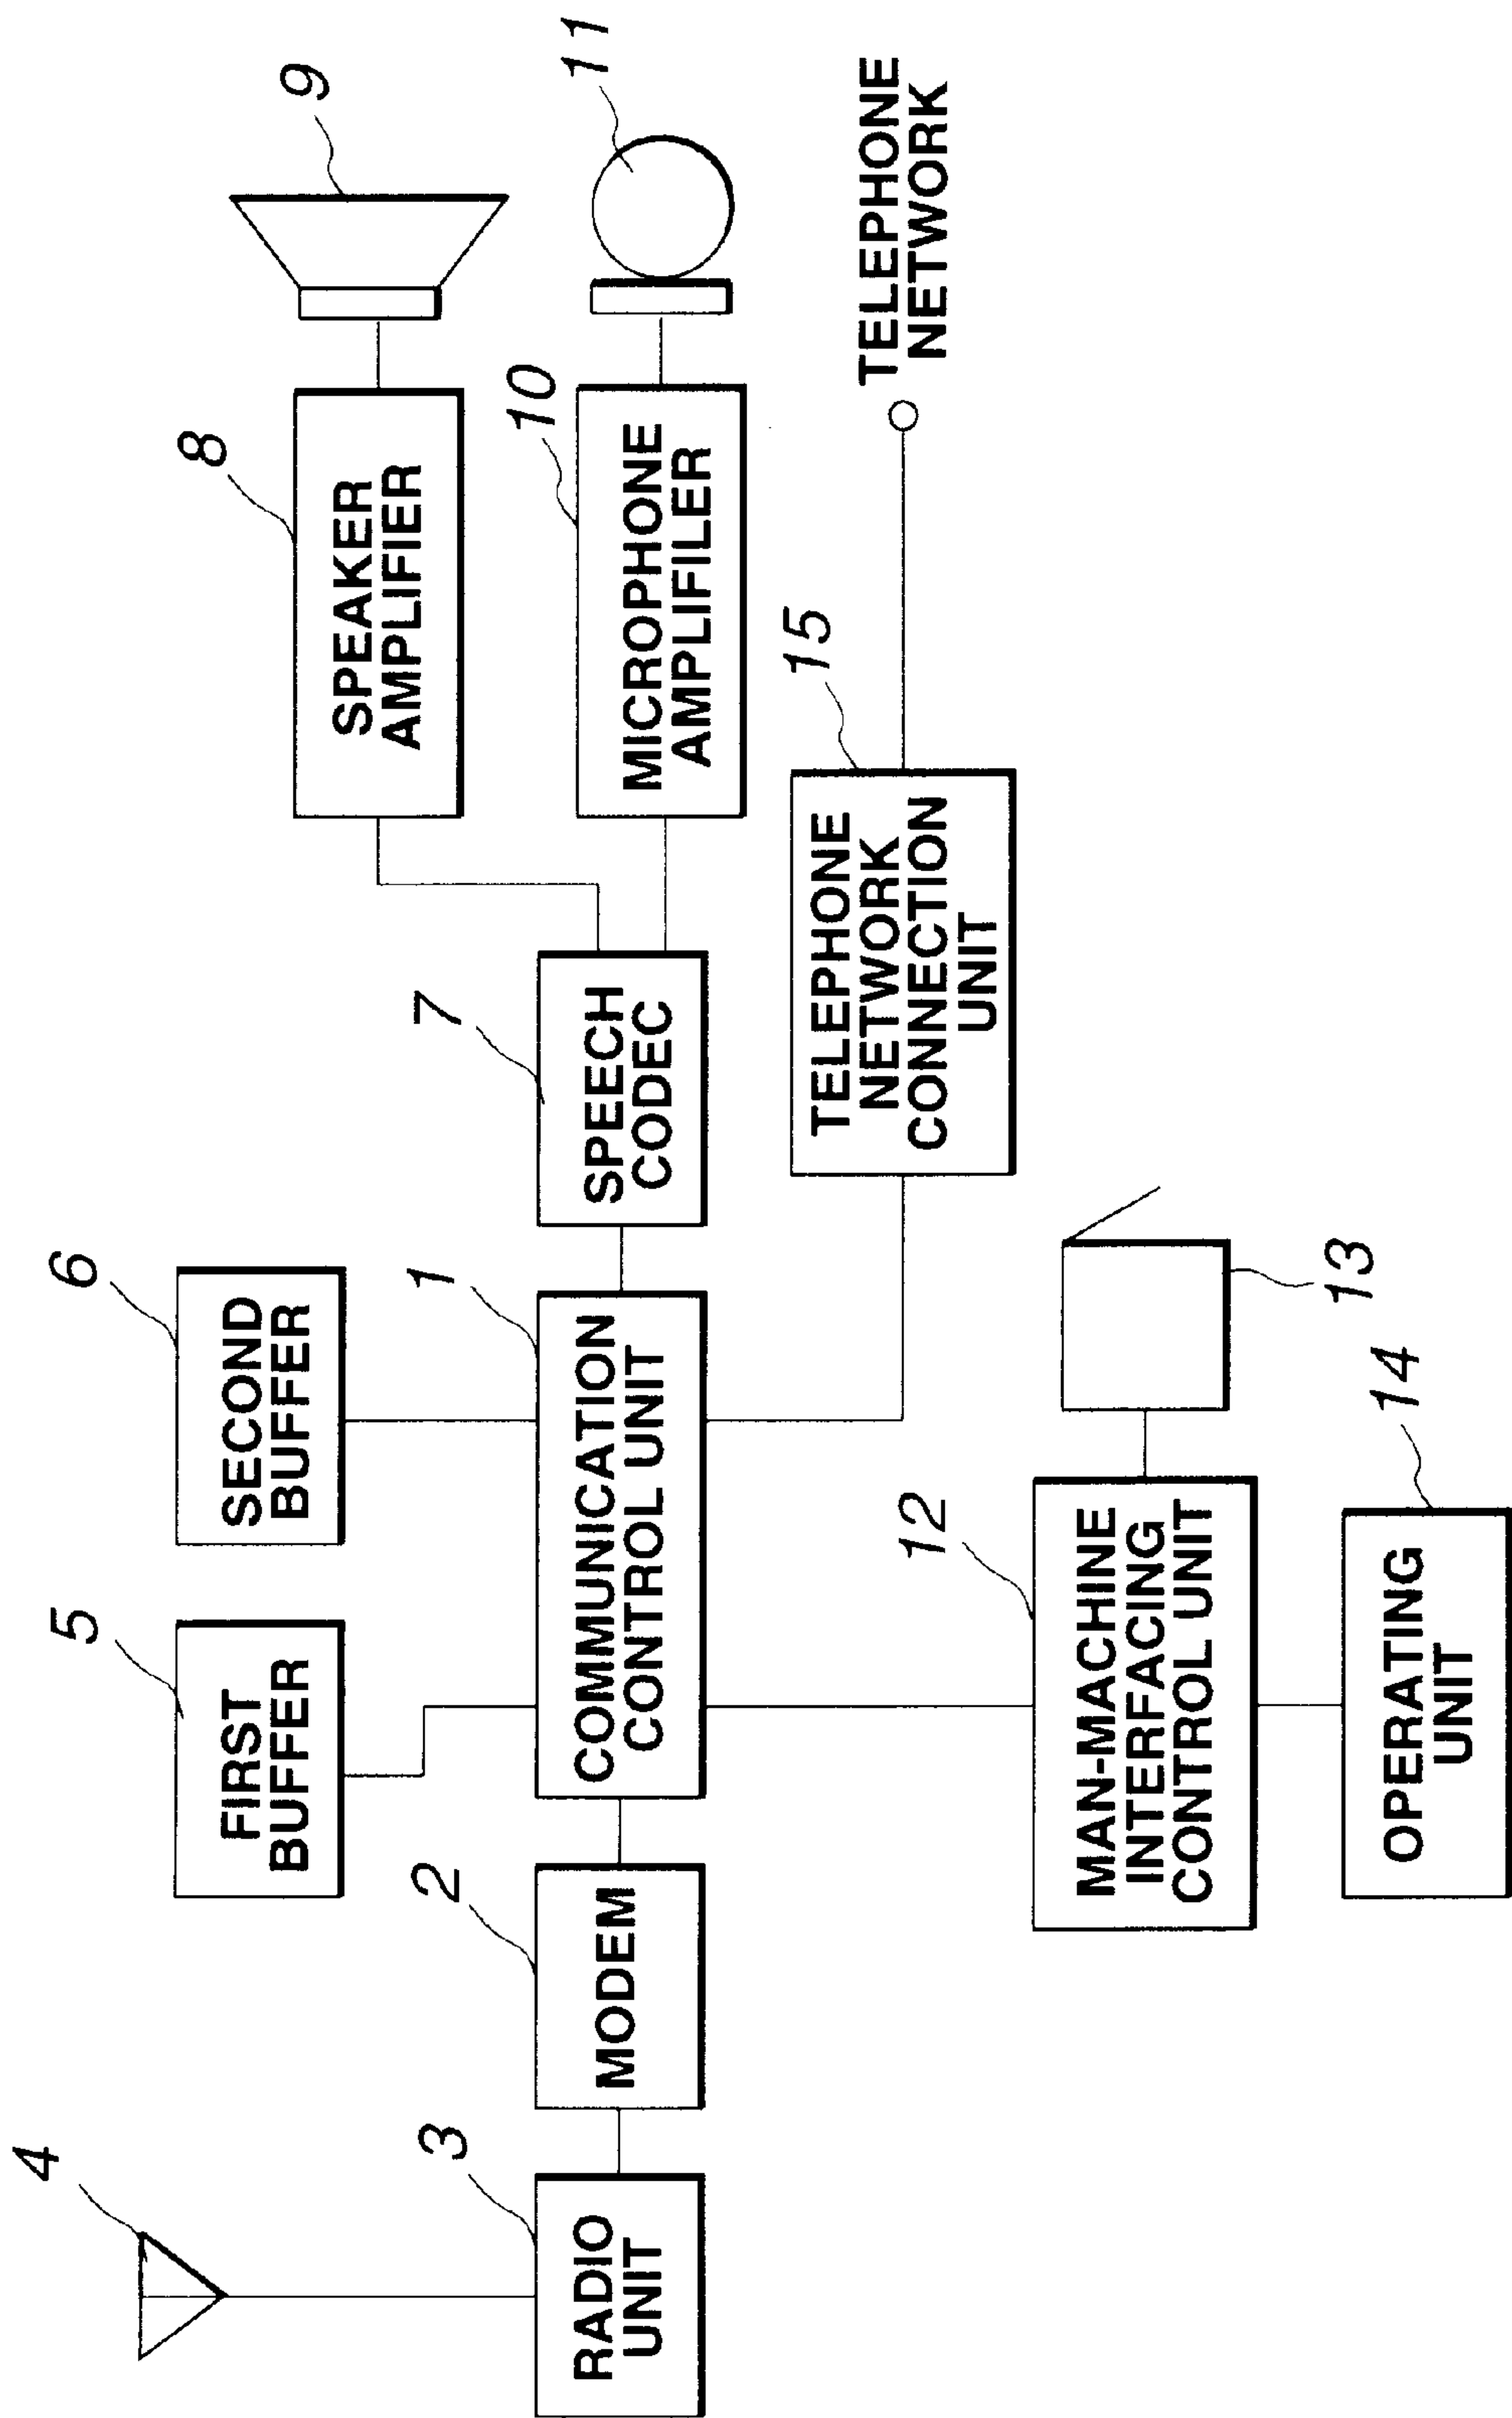 4
3
RADIO
UNIT
2
MODEM
5
FIRST
BUFFER
6
SECOND
BUFFER
1
COMMUNICATION
CONTROL UNIT
7
SPEECH
CODEC
8
SPEAKER
AMPLIFIER
9
10
MICROPHONE
AMPLIFILER
11
15
TELEPHONE
NETWORK
CONNECTION
UNIT
TELEPHONE
NETWORK
12
MAN-MACHINE
INTERFACING
CONTROL UNIT
13
14
OPERATING
UNIT